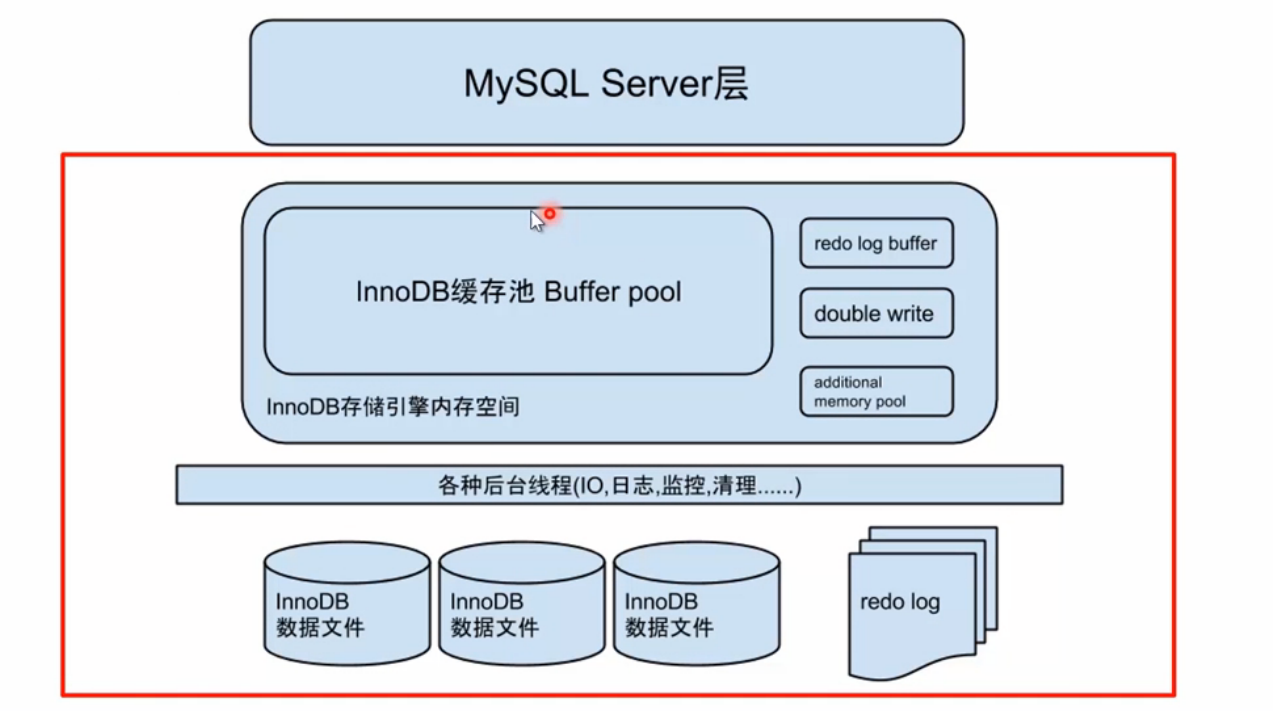 MySQL Server层
InnoDB缓存池 Buffer pool
redo log buffer
double write
additional
memory pool
InnoDB存储引擎内存空间
各种后台线程(IO,日志,监控,清理......)
InnoDB
数据文件
InnoDB
数据文件
InnoDB
数据文件
redo log